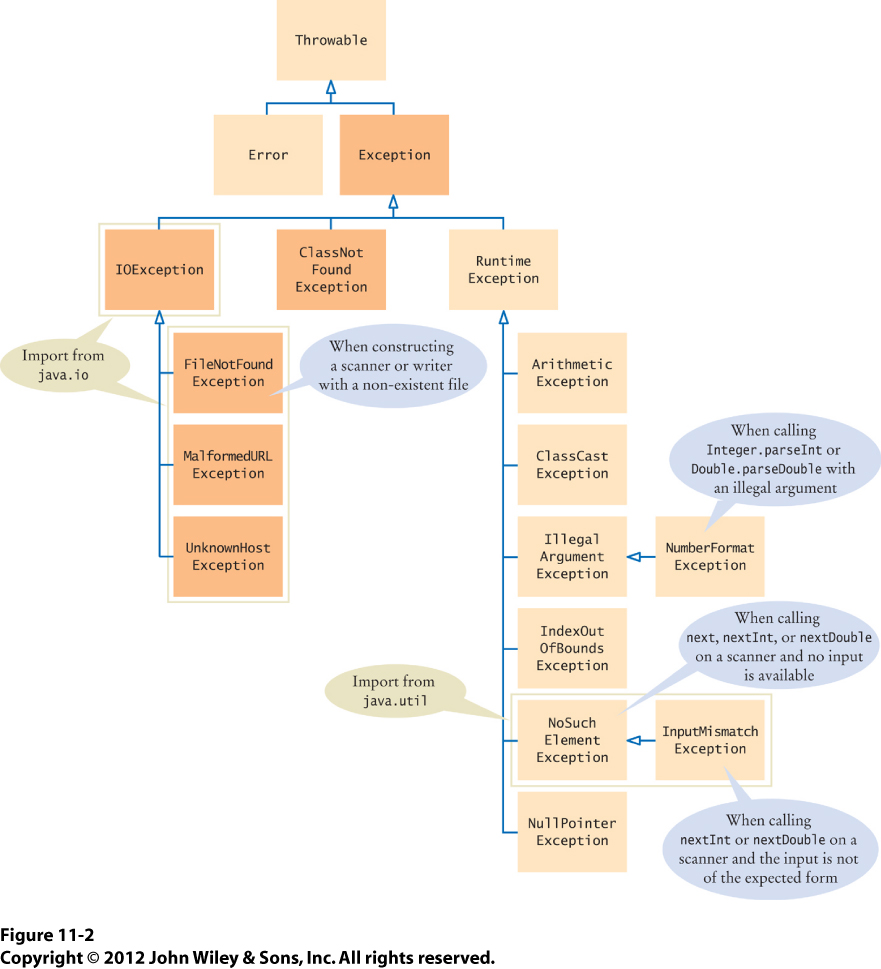 Throwable
Error
Exception
IOException
ClassNot
Found
Exception
Runtime
Exception
Import from
java.io
FileNotFound
Exception
When constructing
a scanner or writer
with a non-existent file
Arithmetic
Exception
MalformedURL
Exception
ClassCast
Exception
When calling
Integer.parseInt or
Double.parseDouble with
an illegal argument
UnknownHost
Exception
Illegal
Argument
Exception
NumberFormat
Exception
IndexOut
OfBounds
Exception
When calling
next, nextInt, or nextDouble
on a scanner and no input
is available
Import from
java.util
NoSuch
Element
Exception
InputMismatch
Exception
NullPointer
Exception
When calling
nextInt or nextDouble on a
scanner and the input is not
of the expected form
Figure 11-2
Copyright © 2012 John Wiley & Sons, Inc. All rights reserved.